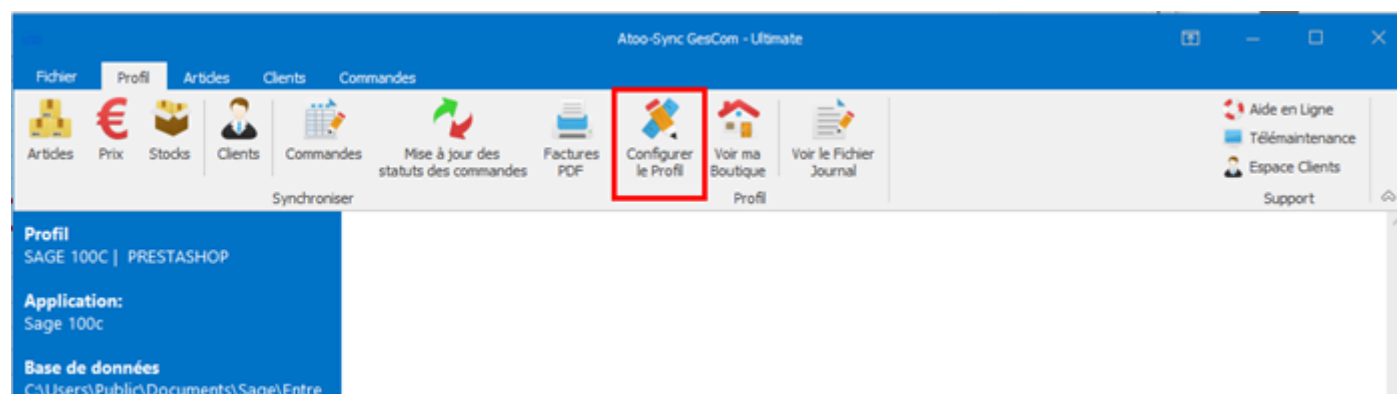 Atoo-Sync GesCom - Ultimate
Fichier Profil Articles Clients Commandes
Articles Prix Stocks Clients Commandes Mise à jour des statuts des commandes Factures PDF Configurer le Profil Voir ma Boutique Voir le Fichier Journal
Aide en Ligne
Télémaintenance
Espace Clients
Synchroniser Profil Support
Profil
SAGE 100C | PRESTASHOP
Application:
Sage 100c
Base de données
C:\Users\Public\Documents\Sage\Entre